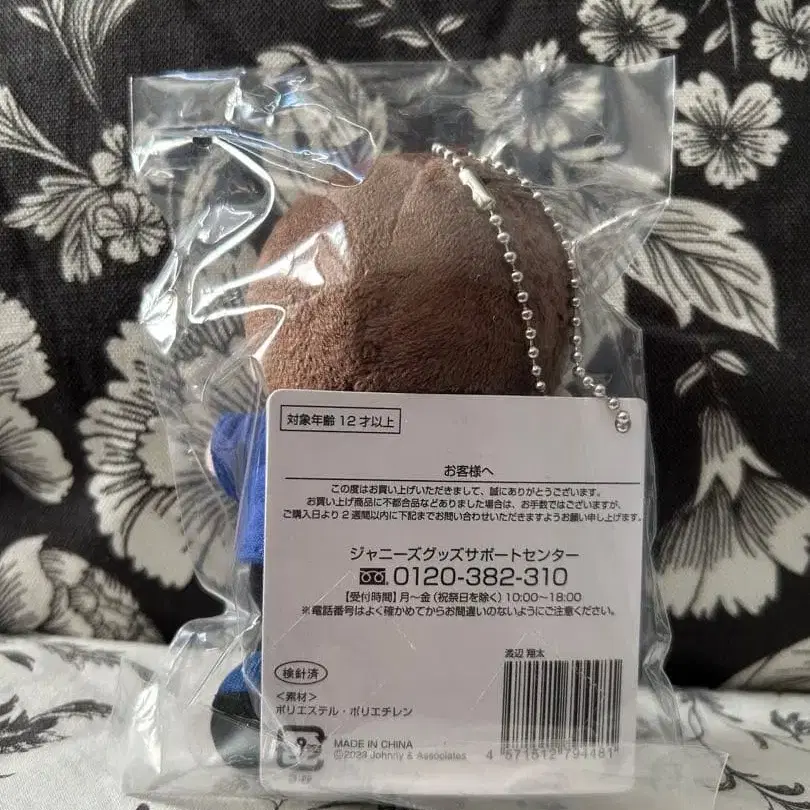 対象年齢12才以上
お客様へ
この度はお買い上げいただきまして、誠にありがとうございます。
お買い上げ商品に不都合品などありました場合は、お手数ではございますが、
ご購入日より2週間以内に下記までお問い合わせいただきますようお願い申し上げます。
ジャニーズグッズサポートセンター
0120-382-310
【受付時間】月~金(祝祭日を除く)10:00~18:00
※電話番号はよく確かめてからお間違いのないようにご注意ください。
渡辺 翔太
検針済
<素材>
ポリエステル・ポリエチレン
MADE IN CHINA
©2023 Johnny & Associates
4 571512 794481